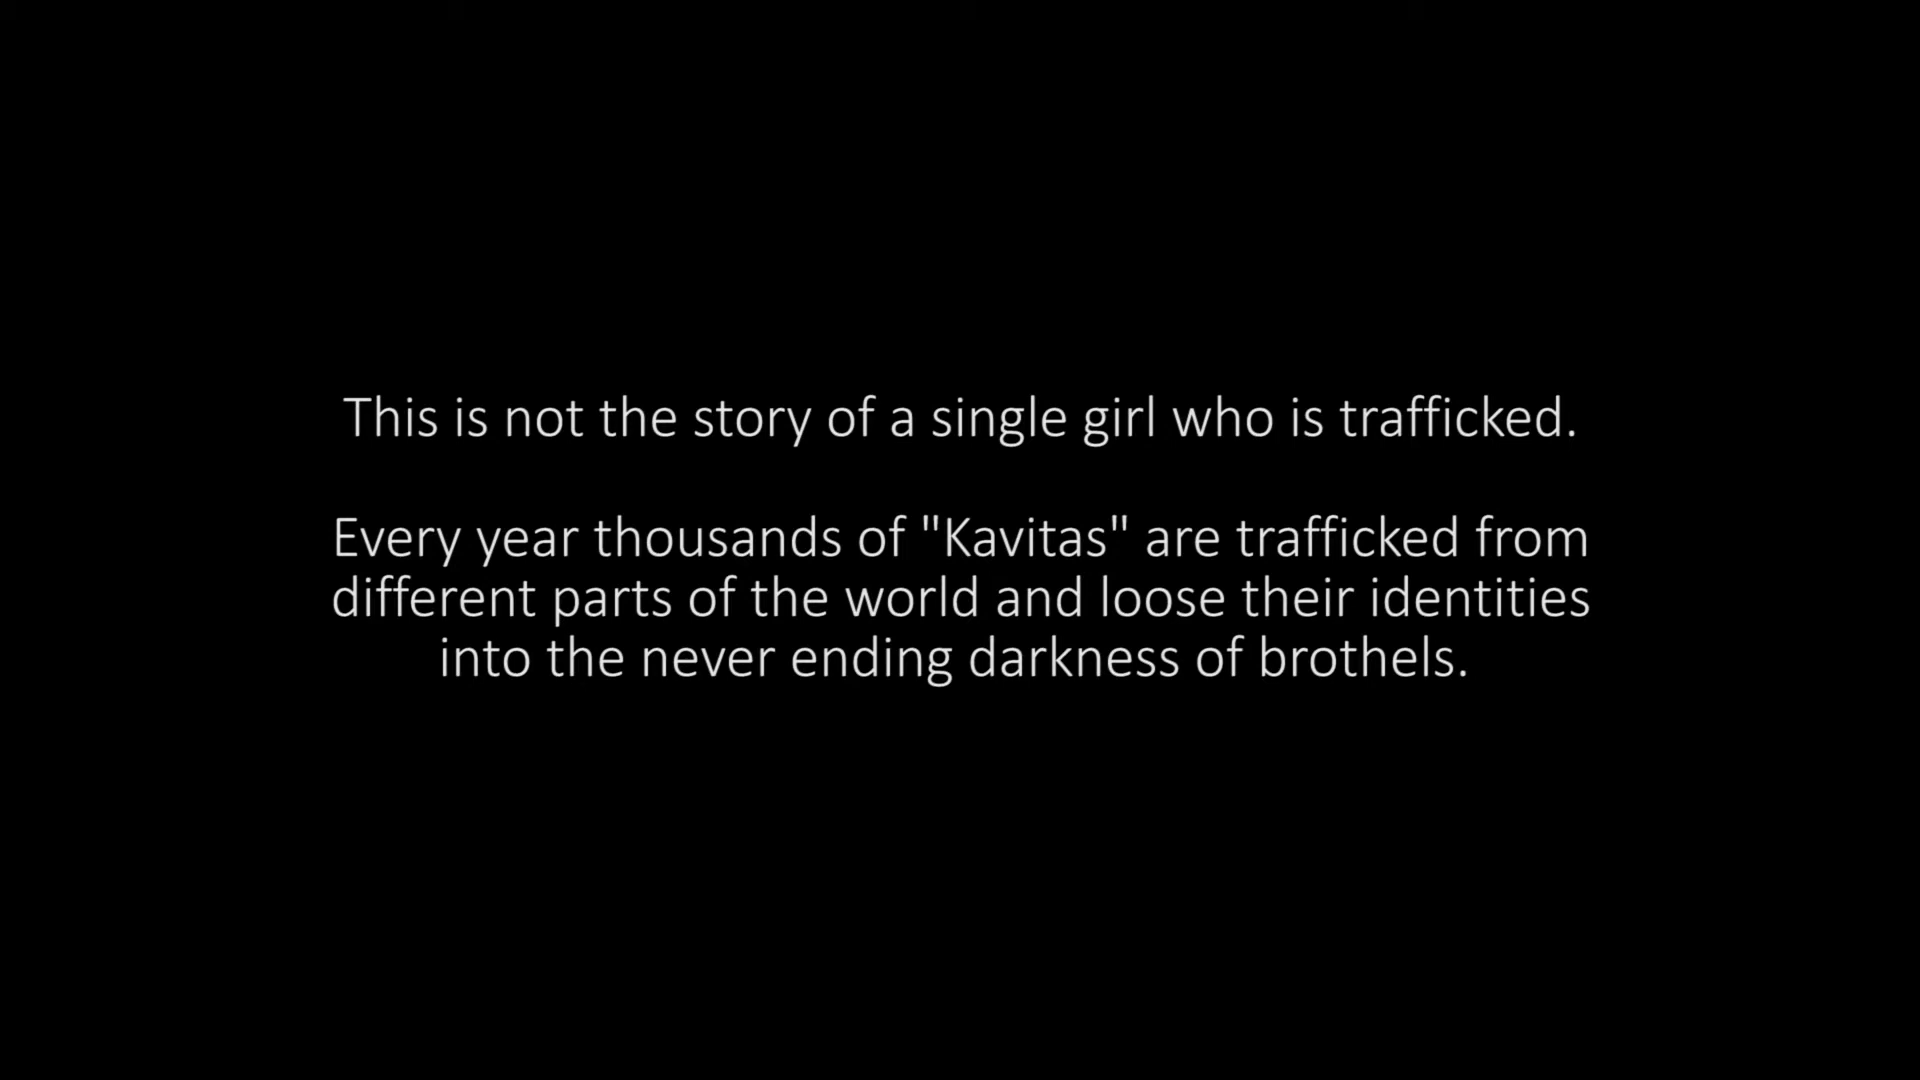 This is not the story of a single girl who is trafficked.
Every year thousands of "Kavitas" are trafficked from
different parts of the world and loose their identities
into the never ending darkness of brothels.